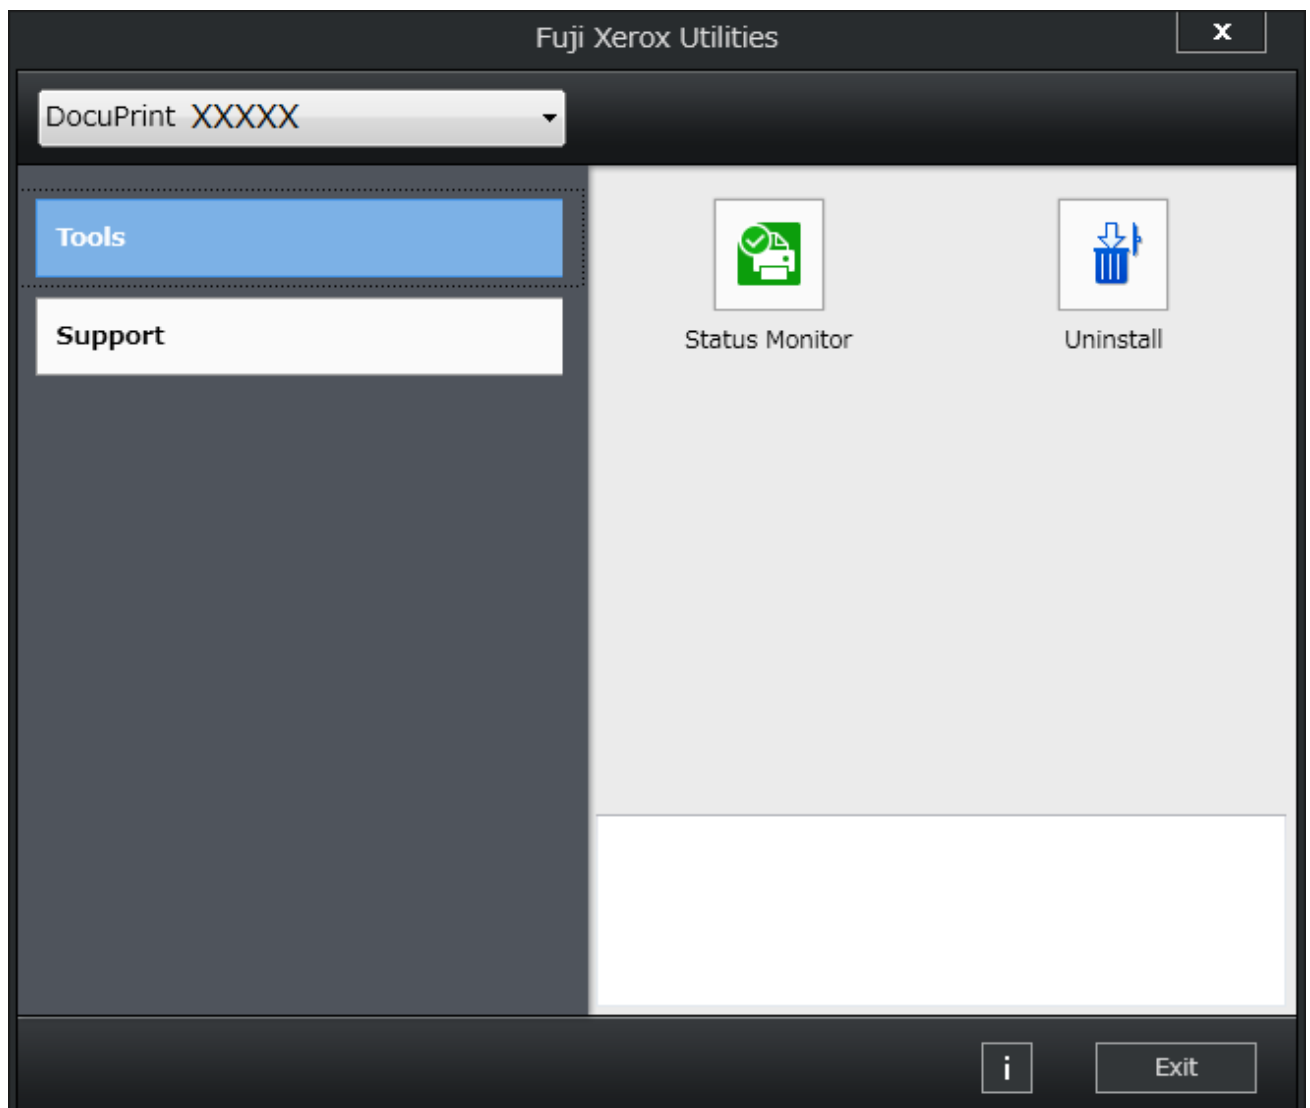 Fuji Xerox Utilities
x
DocuPrint XXXXX
Tools
Support
Status Monitor
Uninstall
i
Exit